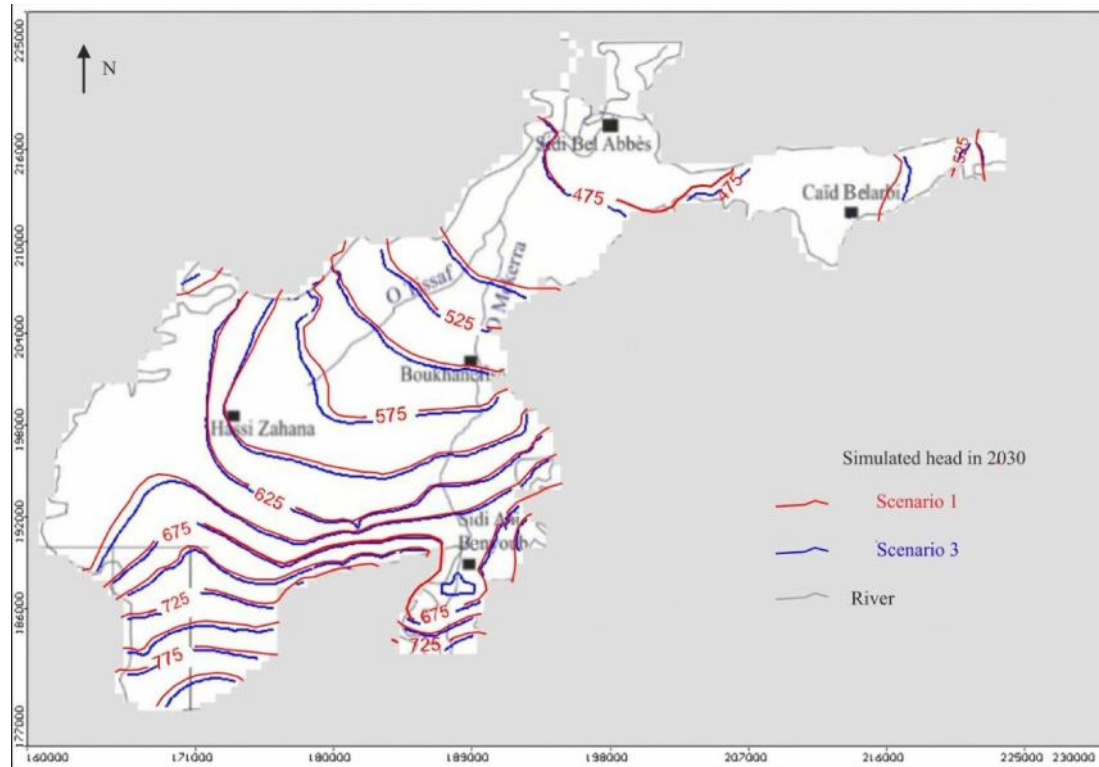 225000
216000
210000
204000
198000
192000
186000
177000
N
Sidi Bel Abbès
475
475
Caïd Belarbi
525
O Tissaf
525
Hassi Zahana
575
625
675
725
775
675
725
Simulated head in 2030
Scenario 1
Scenario 3
River
160000 171000 180000 189000 198000 207000 216000 225000 230000